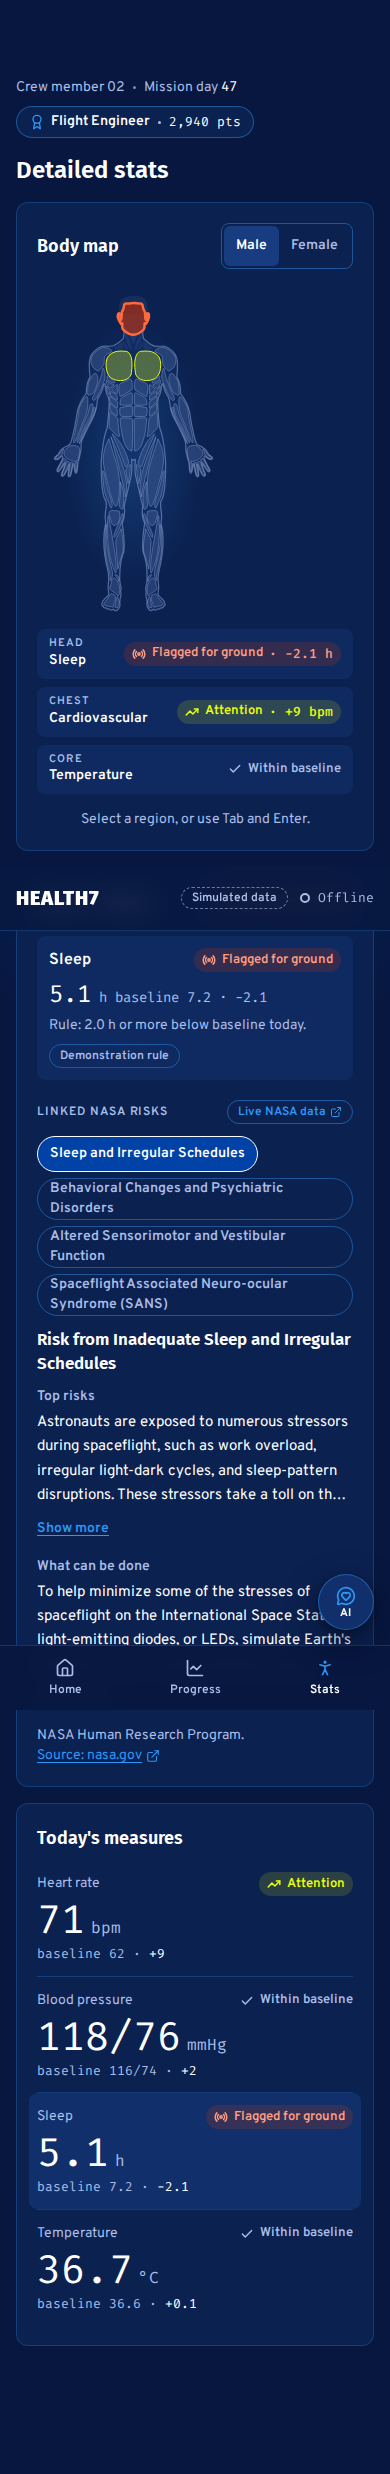 Crew member 02 • Mission day 47
Flight Engineer • 2,940 pts
Detailed stats
Body map
Male Female
HEAD
Sleep
Flagged for ground · -2.1 h
CHEST
Cardiovascular
Attention · +9 bpm
CORE
Temperature
Within baseline
Select a region, or use Tab and Enter.
HEALTH7 Simulated data Offline
Sleep Flagged for ground
5.1 h baseline 7.2 · -2.1
Rule: 2.0 h or more below baseline today.
Demonstration rule
LINKED NASA RISKS Live NASA data
Sleep and Irregular Schedules
Behavioral Changes and Psychiatric
Disorders
Altered Sensorimotor and Vestibular
Function
Spaceflight Associated Neuro-ocular
Syndrome (SANS)
Risk from Inadequate Sleep and Irregular
Schedules
Top risks
Astronauts are exposed to numerous stressors
during spaceflight, such as work overload,
irregular light-dark cycles, and sleep-pattern
disruptions. These stressors take a toll on th…
Show more
What can be done
To help minimize some of the stresses of
spaceflight on the International Space Stat
AI
light-emitting diodes, or LEDs, simulate Earth's
Home Progress Stats
NASA Human Research Program.
Source: nasa.gov
Today's measures
Heart rate Attention
71 bpm
baseline 62 · +9
Blood pressure Within baseline
118/76 mmHg
baseline 116/74 · +2
Sleep Flagged for ground
5.1 h
baseline 7.2 · -2.1
Temperature Within baseline
36.7 °C
baseline 36.6 · +0.1